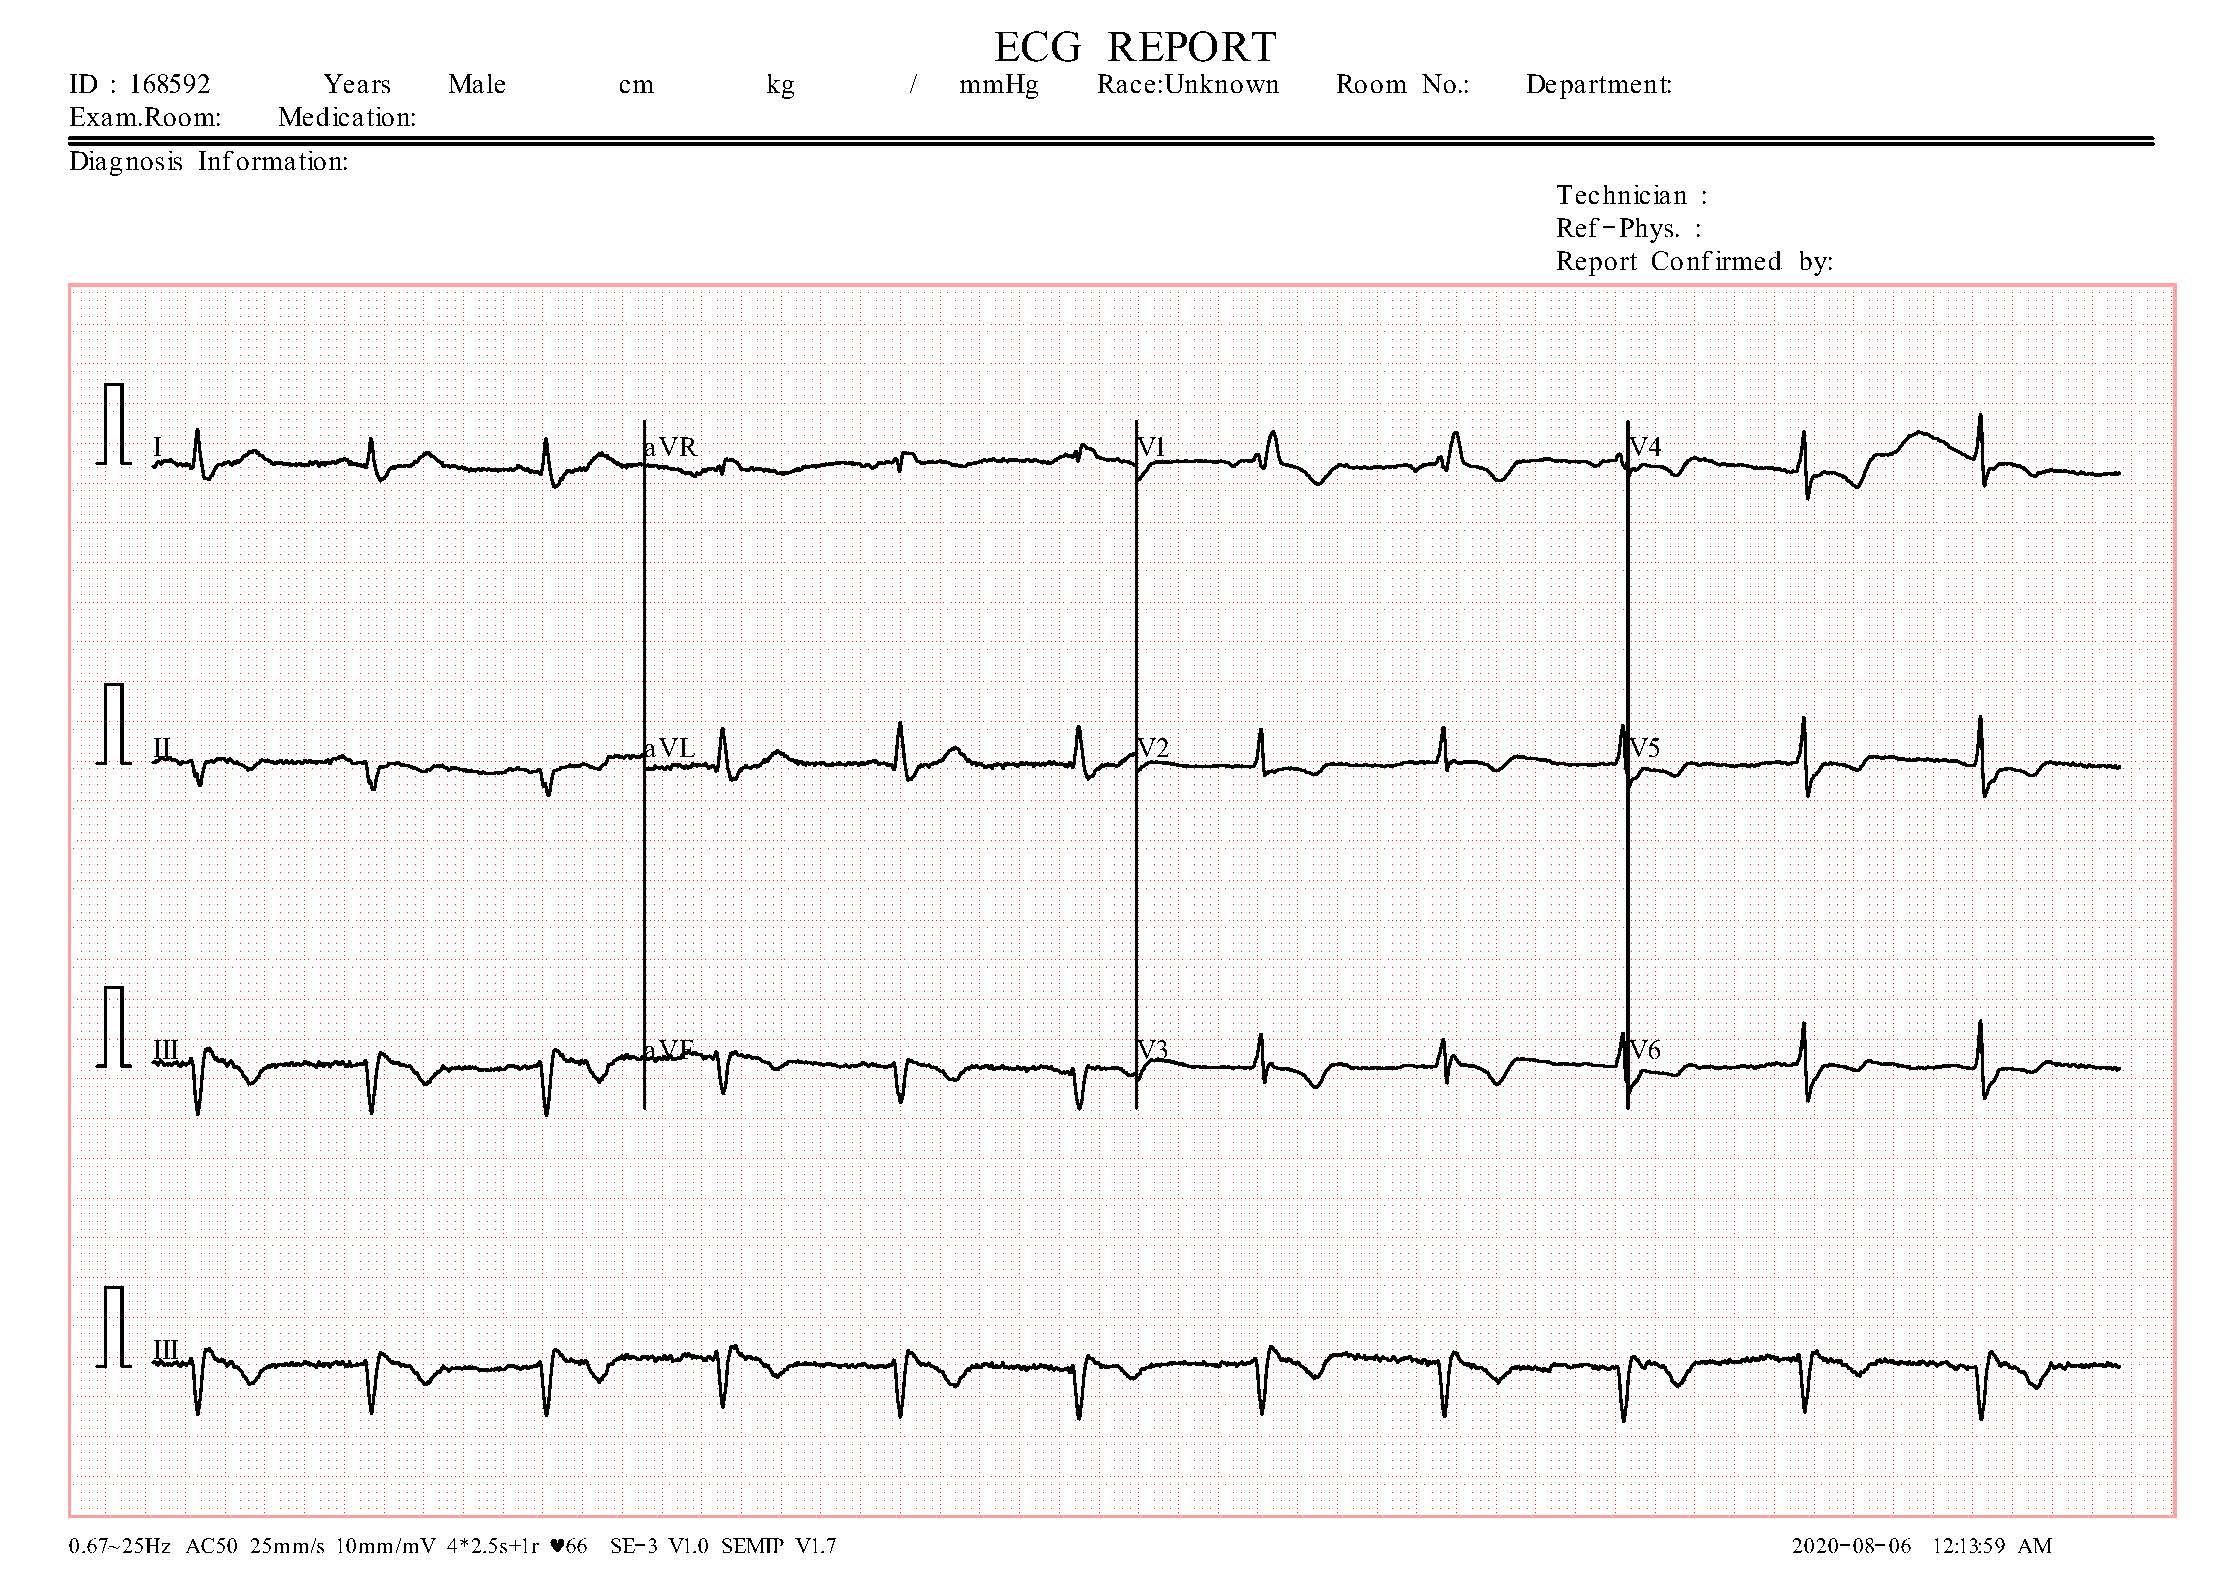 ECG REPORT
ID : 168592 Years Male cm kg / mmHg Race:Unknown Room No.: Department:
Exam.Room: Medication:
Diagnosis Information:
Technician :
Ref-Phys. :
Report Confirmed by:
I aVR V1 V4
II aVL V2 V5
III aVF V3 V6
III
0.67~25Hz AC50 25mm/s 10mm/mV 4*2.5s+1r ♥66 SE-3 V1.0 SEMIP V1.7 2020-08-06 12:13:59 AM